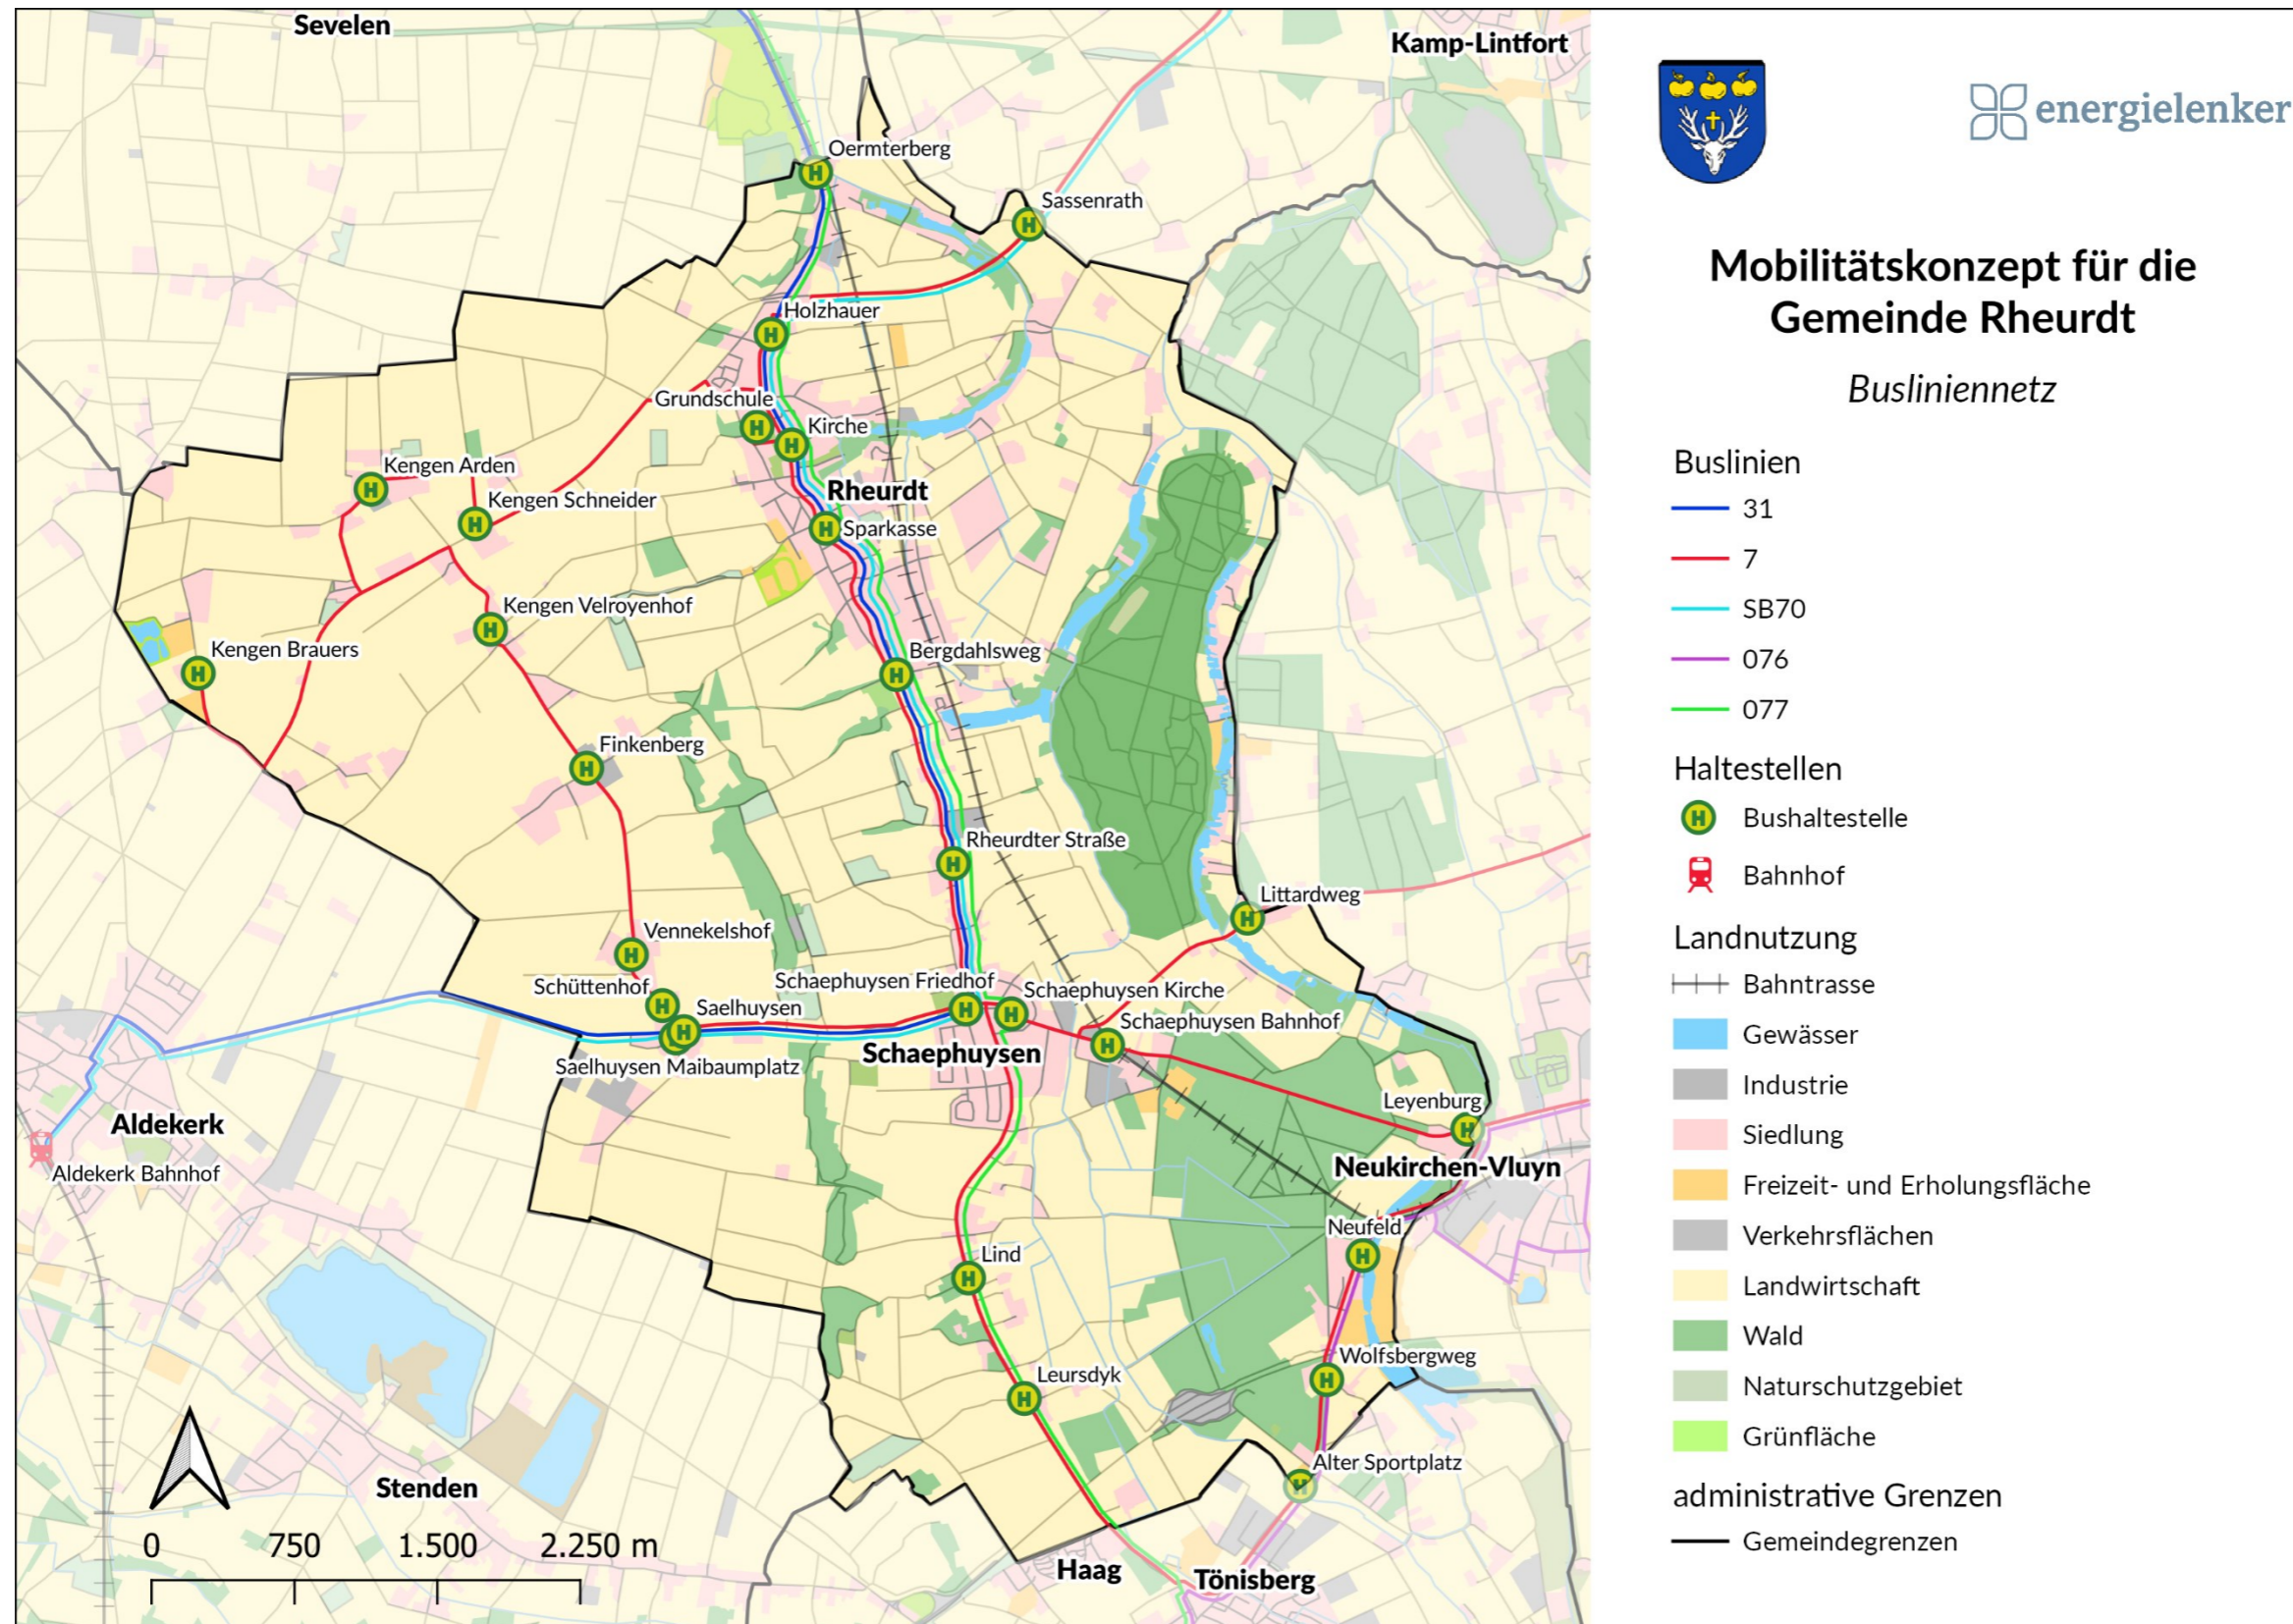 Sevelen
Kamp-Lintfort
Oermterberg
Sassenrath
Holzhauer
Grundschule
Kirche
Kengen Arden
Kengen Schneider
Rheurdt
Sparkasse
Kengen Velroyenhof
Kengen Brauers
Bergdahlsweg
Finkenberg
Rheurdter Straße
Littardweg
Vennekelshof
Schüttenhof
Schaephuysen Friedhof
Schaephuysen Kirche
Saelhuysen
Schaephuysen Bahnhof
Schaephuysen
Saelhuysen Maibaumplatz
Leyenburg
Aldekerk
Aldekerk Bahnhof
Neukirchen-Vluyn
Neufeld
Lind
Wolfsbergweg
Leursdyk
Alter Sportplatz
Stenden
Haag
Tönisberg
0 750 1.500 2.250 m
energielenker
Mobilitätskonzept für die
Gemeinde Rheurdt
Busliniennetz
Buslinien
31
7
SB70
076
077
Haltestellen
H Bushaltestelle
Bahnhof
Landnutzung
Bahntrasse
Gewässer
Industrie
Siedlung
Freizeit- und Erholungsfläche
Verkehrsflächen
Landwirtschaft
Wald
Naturschutzgebiet
Grünfläche
administrative Grenzen
Gemeindegrenzen